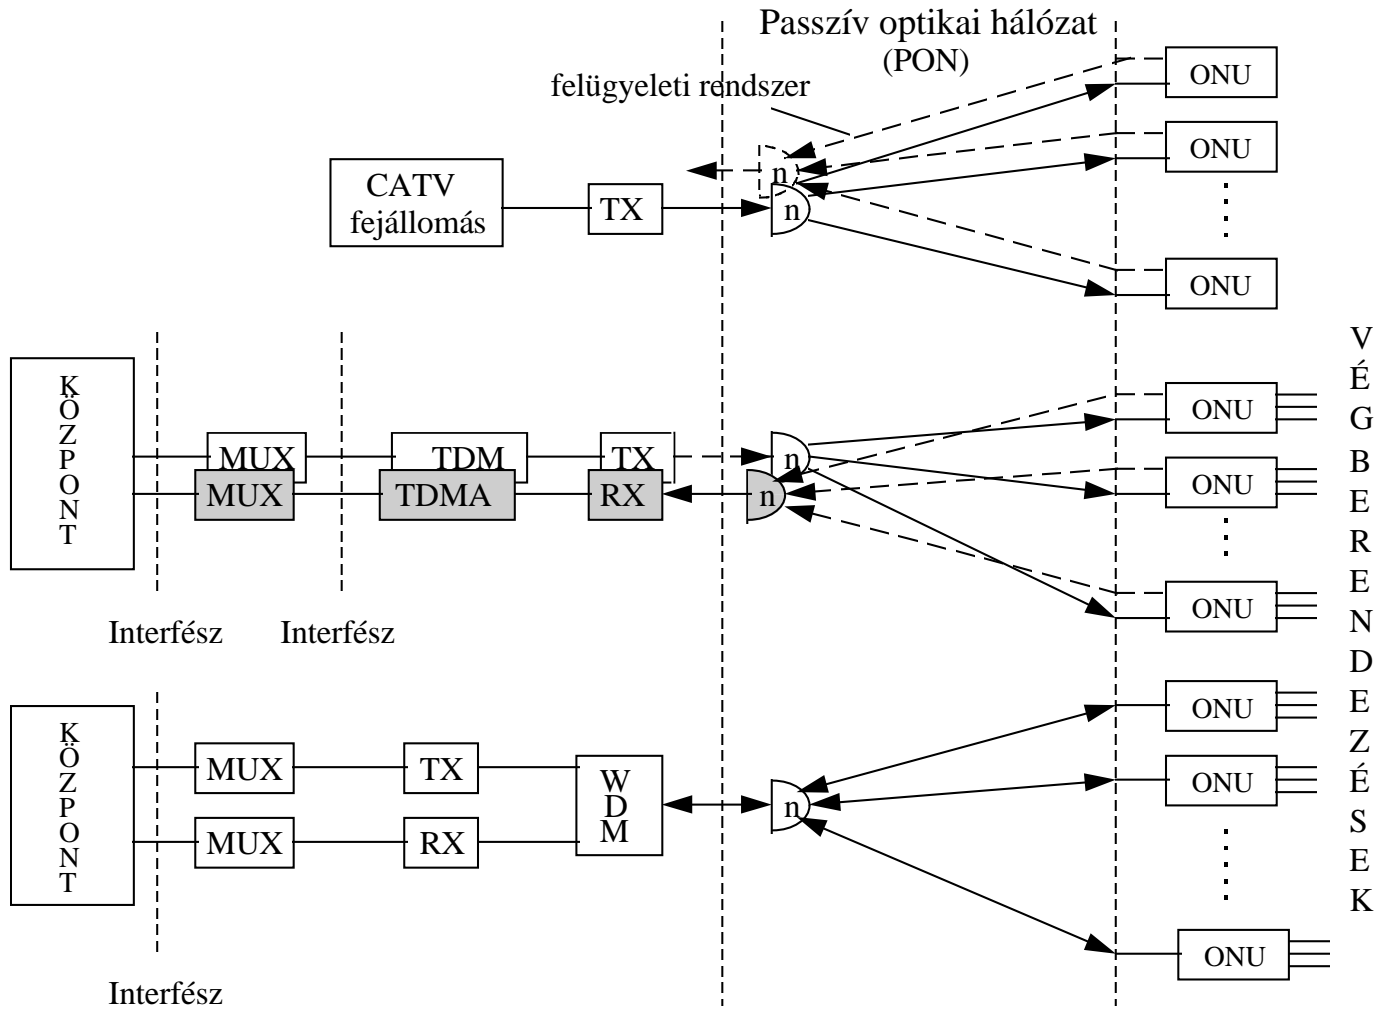 Passzív optikai hálózat
(PON)
felügyeleti rendszer
CATV
fejállomás
TX
n
n
ONU
ONU
ONU
KÖZPONT
MUX
TDM
TX
n
MUX
TDMA
RX
n
ONU
ONU
ONU
Interfész
Interfész
KÖZPONT
MUX
TX
MUX
RX
WDM
n
ONU
ONU
ONU
Interfész
VÉGBERENDEZÉSEK